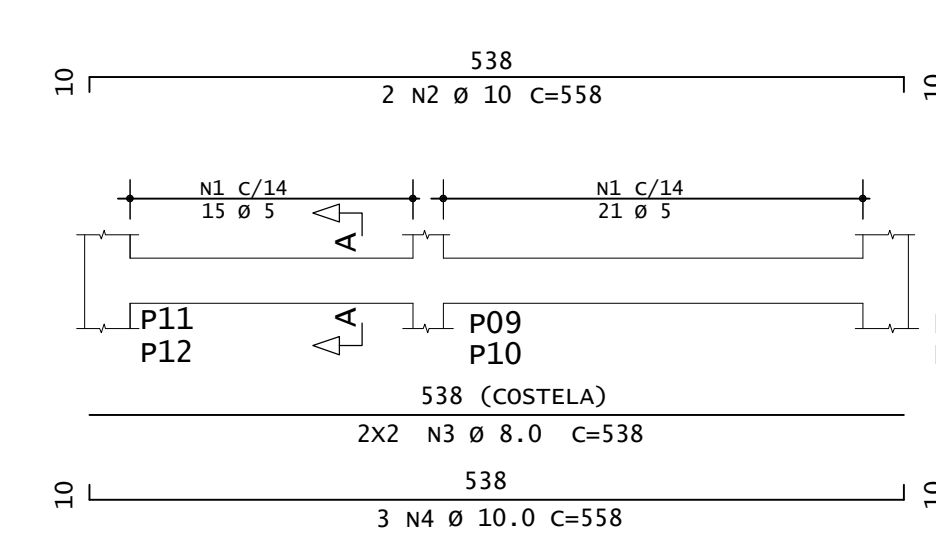 538
10
10
2 N2 Ø 10 C=558
N1 C/14
15 Ø 5
N1 C/14
21 Ø 5
A
A
P11
P12
P09
P10
538 (COSTELA)
2X2 N3 Ø 8.0 C=538
538
10
10
3 N4 Ø 10.0 C=558